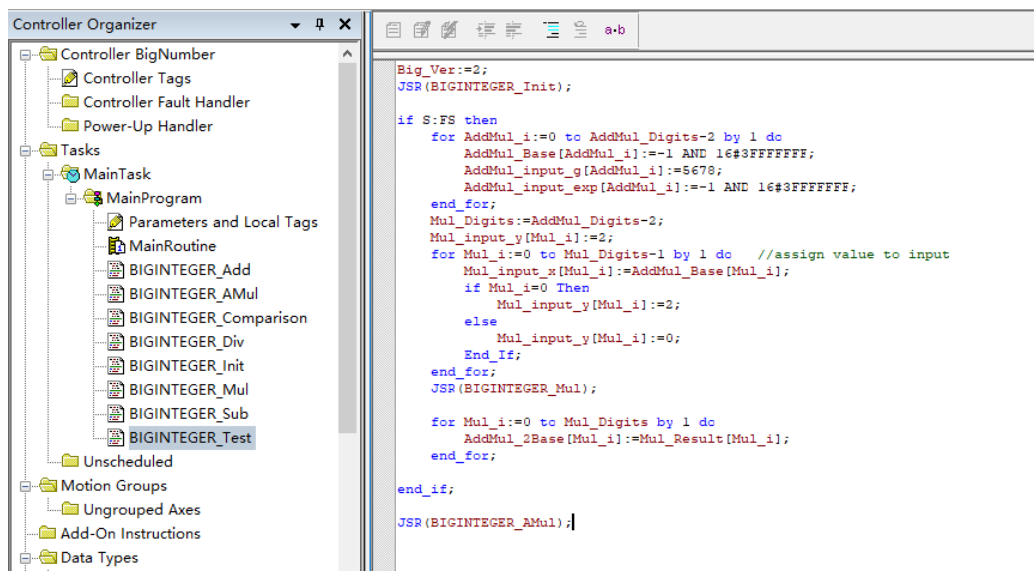 Controller Organizer
Controller BigNumber
Controller Tags
Controller Fault Handler
Power-Up Handler
Tasks
MainTask
MainProgram
Parameters and Local Tags
MainRoutine
BIGINTEGER_Add
BIGINTEGER_AMul
BIGINTEGER_Comparison
BIGINTEGER_Div
BIGINTEGER_Init
BIGINTEGER_Mul
BIGINTEGER_Sub
BIGINTEGER_Test
Unscheduled
Motion Groups
Ungrouped Axes
Add-On Instructions
Data Types
a•b
Big_Ver:=2;
JSR(BIGINTEGER_Init);
if S:FS then
for AddMul_i:=0 to AddMul_Digits-2 by 1 do
AddMul_Base[AddMul_i]:=-1 AND 16#3FFFFFFF;
AddMul_input_g[AddMul_i]:=5678;
AddMul_input_exp[AddMul_i]:=-1 AND 16#3FFFFFFF;
end_for;
Mul_Digits:=AddMul_Digits-2;
Mul_input_y[Mul_i]:=2;
for Mul_i:=0 to Mul_Digits-1 by 1 do //assign value to input
Mul_input_x[Mul_i]:=AddMul_Base[Mul_i];
if Mul_i=0 Then
Mul_input_y[Mul_i]:=2;
else
Mul_input_y[Mul_i]:=0;
End_If;
end_for;
JSR(BIGINTEGER_Mul);
for Mul_i:=0 to Mul_Digits by 1 do
AddMul_2Base[Mul_i]:=Mul_Result[Mul_i];
end_for;
end_if;
JSR(BIGINTEGER_AMul);